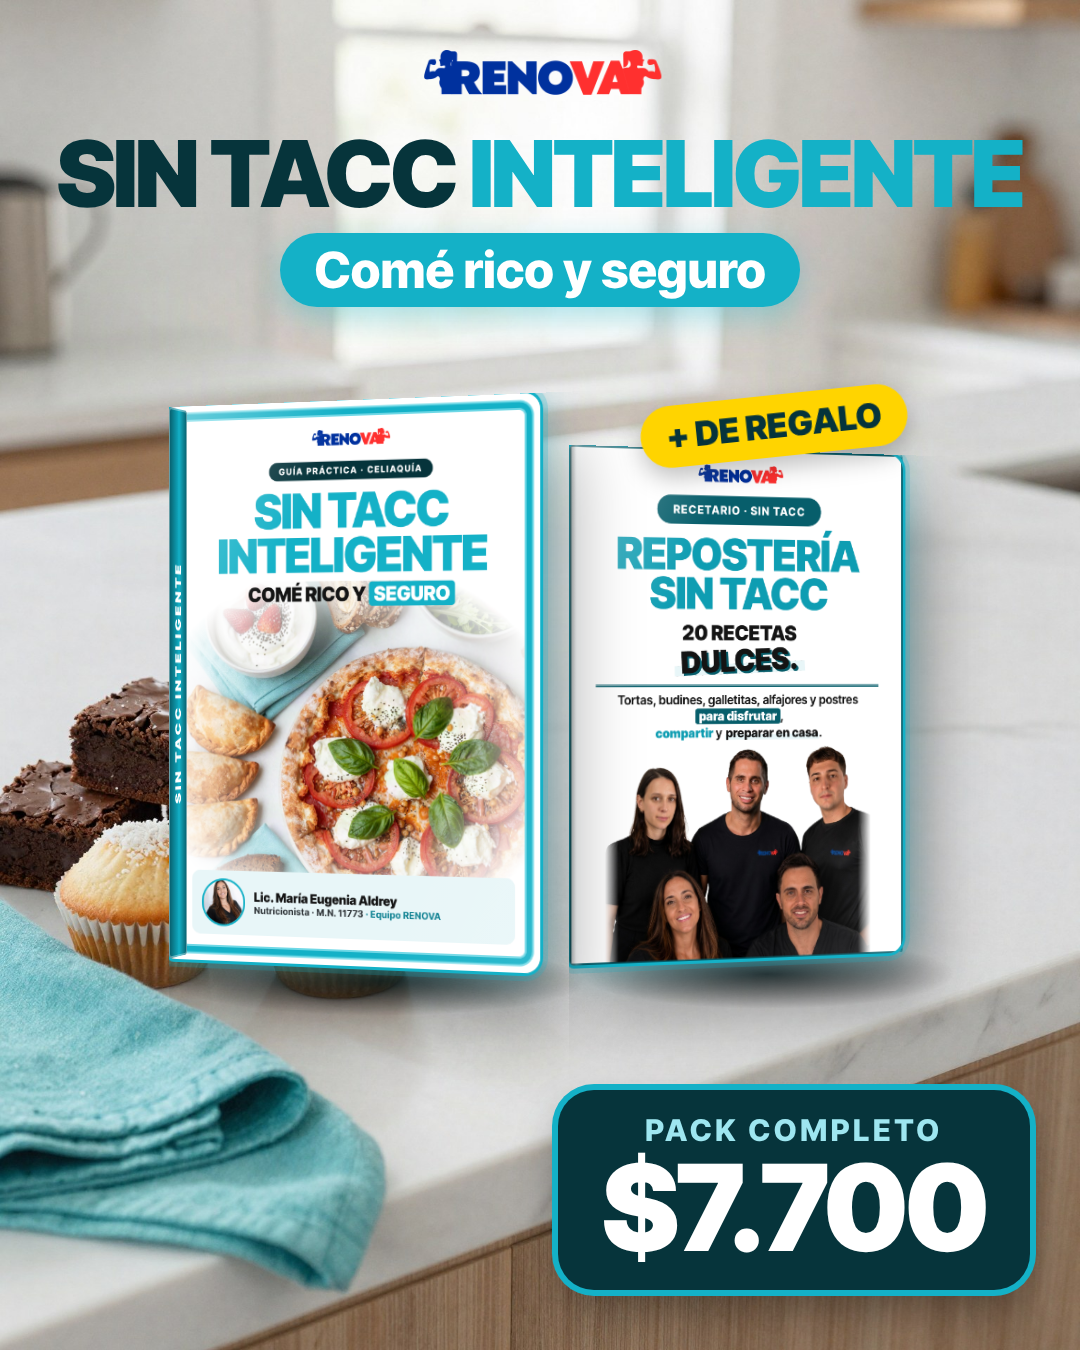 RENOVA
SIN TACC INTELIGENTE
Comé rico y seguro
RENOVA
GUÍA PRÁCTICA · CELIAQUÍA
SIN TACC
INTELIGENTE
COMÉ RICO Y SEGURO
SIN TACC INTELIGENTE
Lic. María Eugenia Aldrey
Nutricionista · M.N. 11773 · Equipo RENOVA
+ DE REGALO
RENOVA
RECETARIO · SIN TACC
REPOSTERÍA
SIN TACC
20 RECETAS
DULCES.
Tortas, budines, galletitas, alfajores y postres
para disfrutar,
compartir y preparar en casa.
PACK COMPLETO
$7.700